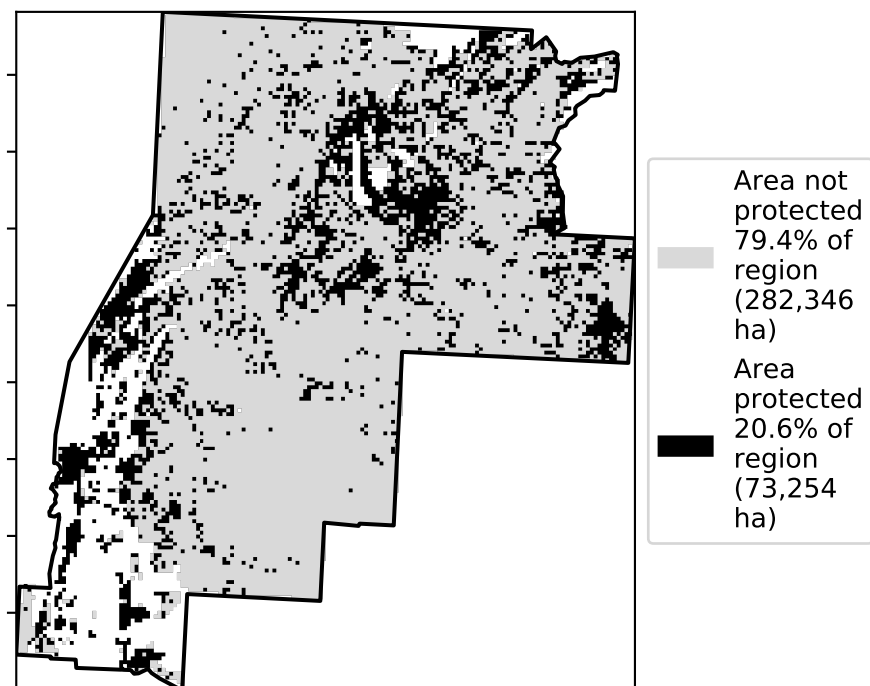 Area not
protected
79.4% of
region
(282,346
ha)
Area
protected
20.6% of
region
(73,254
ha)